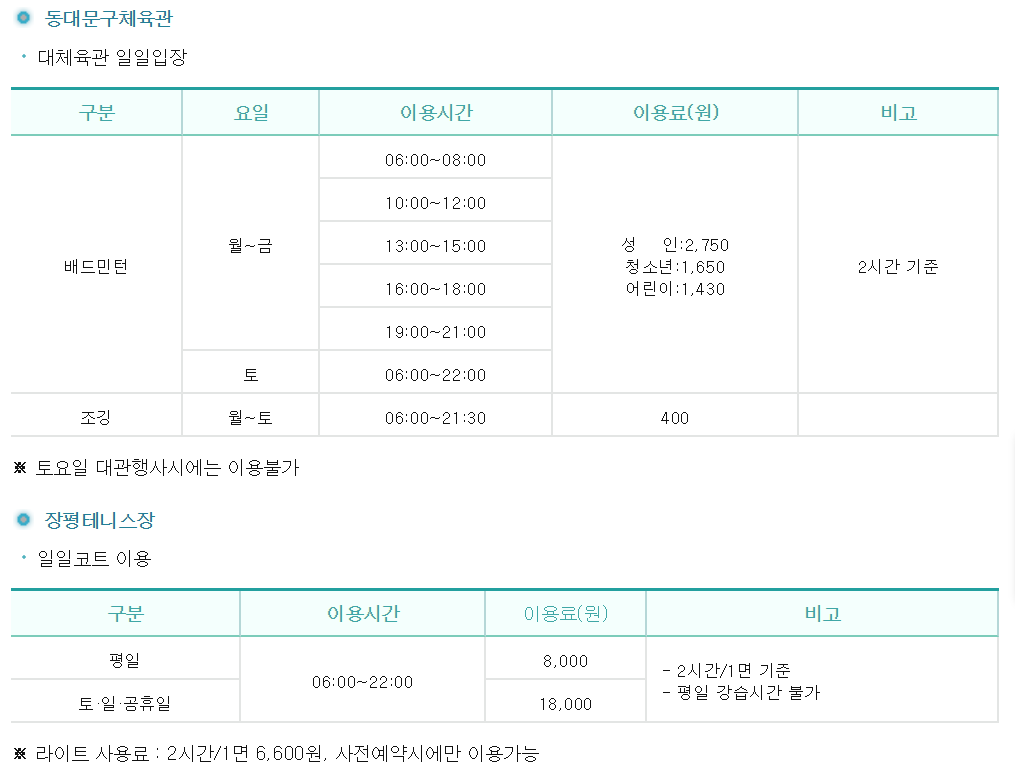 동대문구체육관
· 대체육관 일일입장
구분 요일 이용시간 이용료(원) 비고
배드민턴 월~금 06:00~08:00 성 인:2,750 2시간 기준
10:00~12:00 청소년:1,650
13:00~15:00 어린이:1,430
16:00~18:00
19:00~21:00
토 06:00~22:00
조깅 월~토 06:00~21:30 400
※ 토요일 대관행사시에는 이용불가
장평테니스장
· 일일코트 이용
구분 이용시간 이용료(원) 비고
평일 06:00~22:00 8,000 - 2시간/1면 기준
토·일·공휴일 18,000 - 평일 강습시간 불가
※ 라이트 사용료 : 2시간/1면 6,600원, 사전예약시에만 이용가능